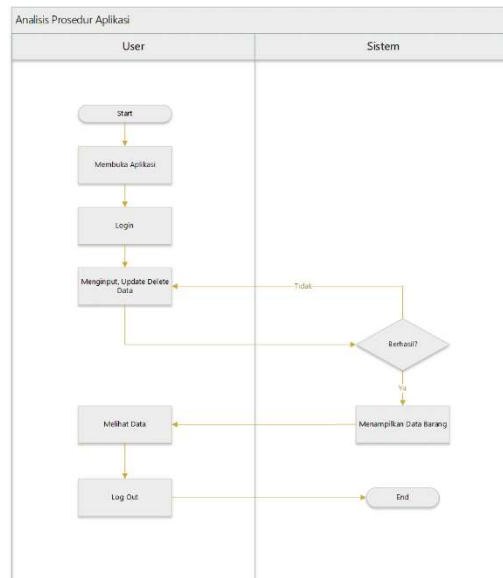 Analisis Prosedur Aplikasi
User
Sistem
Start
Membuka Aplikasi
Login
Menginput, Update Delete
Data
Tidak
Berhasil?
Ya
Melihat Data
Menampilkan Data Barang
Log Out
End